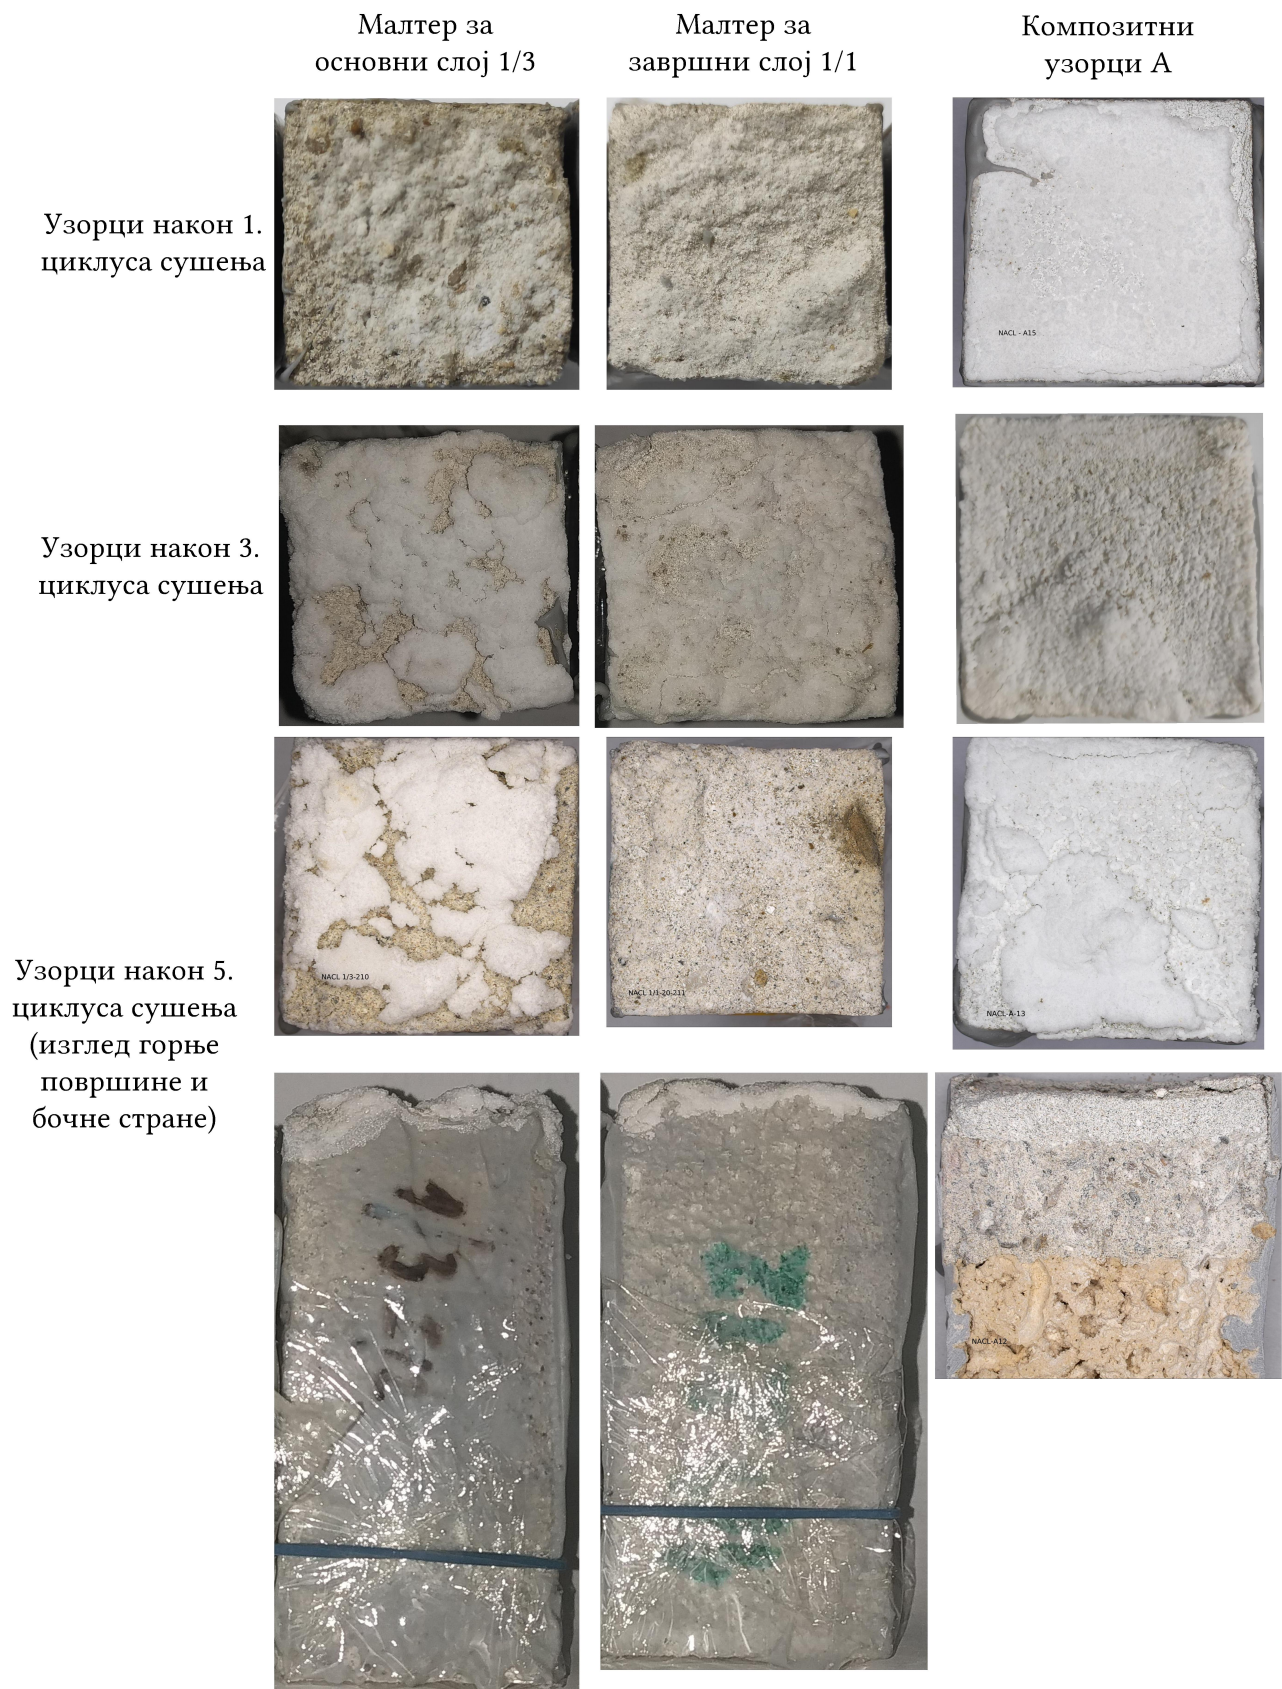 Малтер за
основни слој 1/3
Малтер за
завршни слој 1/1
Композитни
узорци А
Узорци након 1.
циклуса сушења
NACL - A15
Узорци након 3.
циклуса сушења
Узорци након 5.
циклуса сушења
(изглед горње
површине и
бочне стране)
NACL 1/3-210
NACL 1/1-20-211
NACL-A-13
NACL-A12